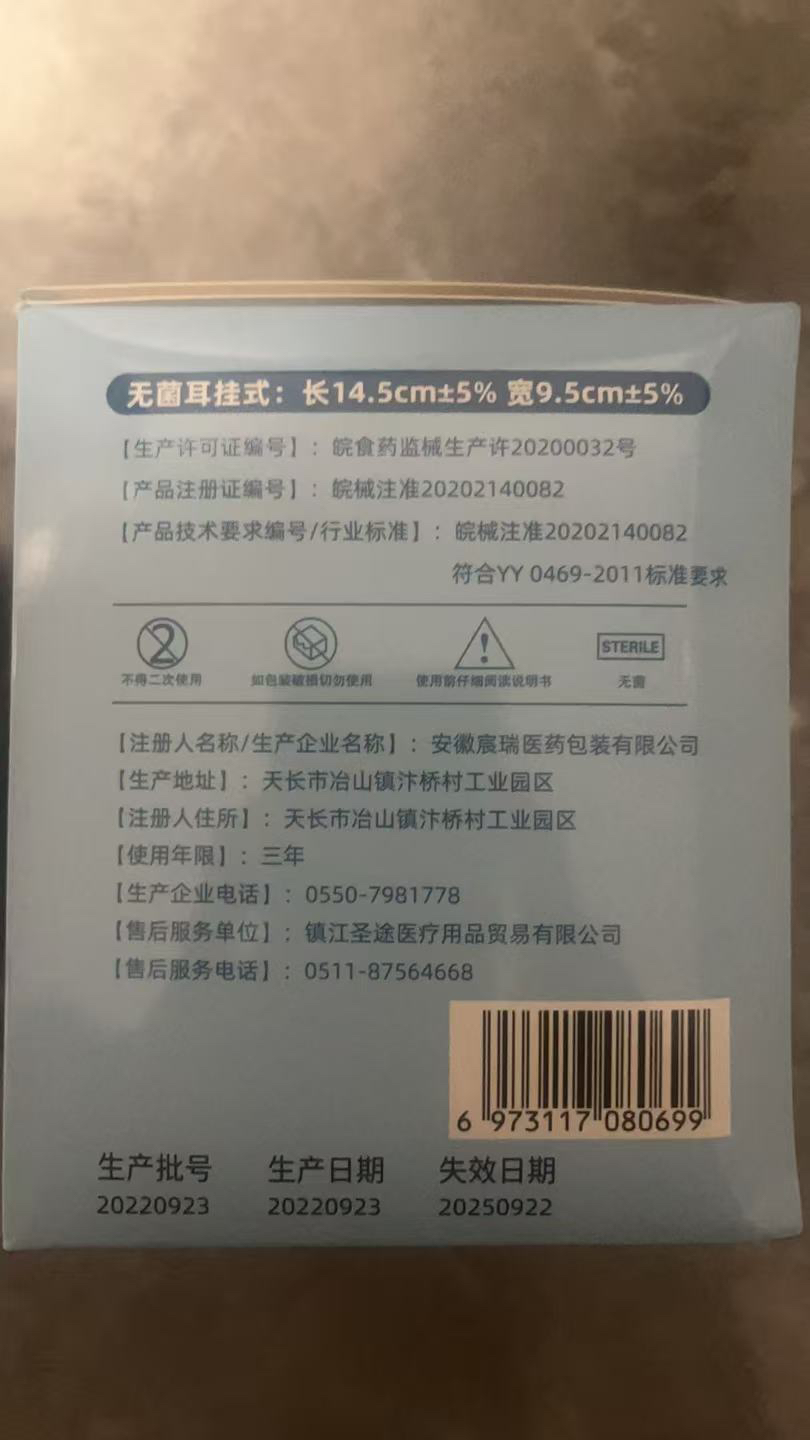 无菌耳挂式：长14.5cm±5% 宽9.5cm±5%
【生产许可证编号】：皖食药监械生产许20200032号
【产品注册证编号】：皖械注准20202140082
【产品技术要求编号/行业标准】：皖械注准20202140082
符合YY 0469-2011标准要求
2 STERILE
不得二次使用 如包装破损切勿使用 使用前仔细阅读说明书 无菌
【注册人名称/生产企业名称】：安徽宸瑞医药包装有限公司
【生产地址】：天长市冶山镇汴桥村工业园区
【注册人住所】：天长市冶山镇汴桥村工业园区
【使用年限】：三年
【生产企业电话】：0550-7981778
【售后服务单位】：镇江圣途医疗用品贸易有限公司
【售后服务电话】：0511-87564668
6 973117 080699
生产批号 生产日期 失效日期
20220923 20220923 20250922